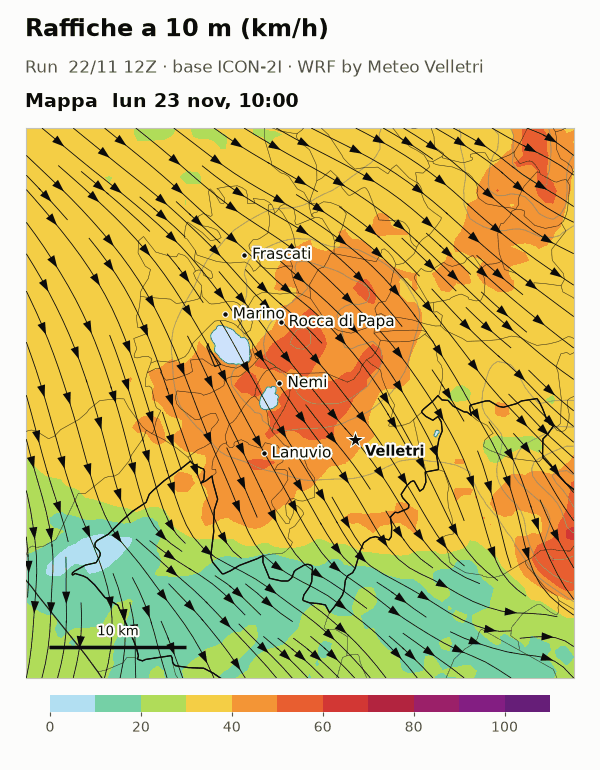 Raffiche a 10 m (km/h)
Run  22/11 12Z · base ICON-2I · WRF by Meteo Velletri
Mappa  lun 23 nov, 10:00
Frascati
Marino
Rocca di Papa
Nemi
Velletri
Lanuvio
10 km
0 20 40 60 80 100